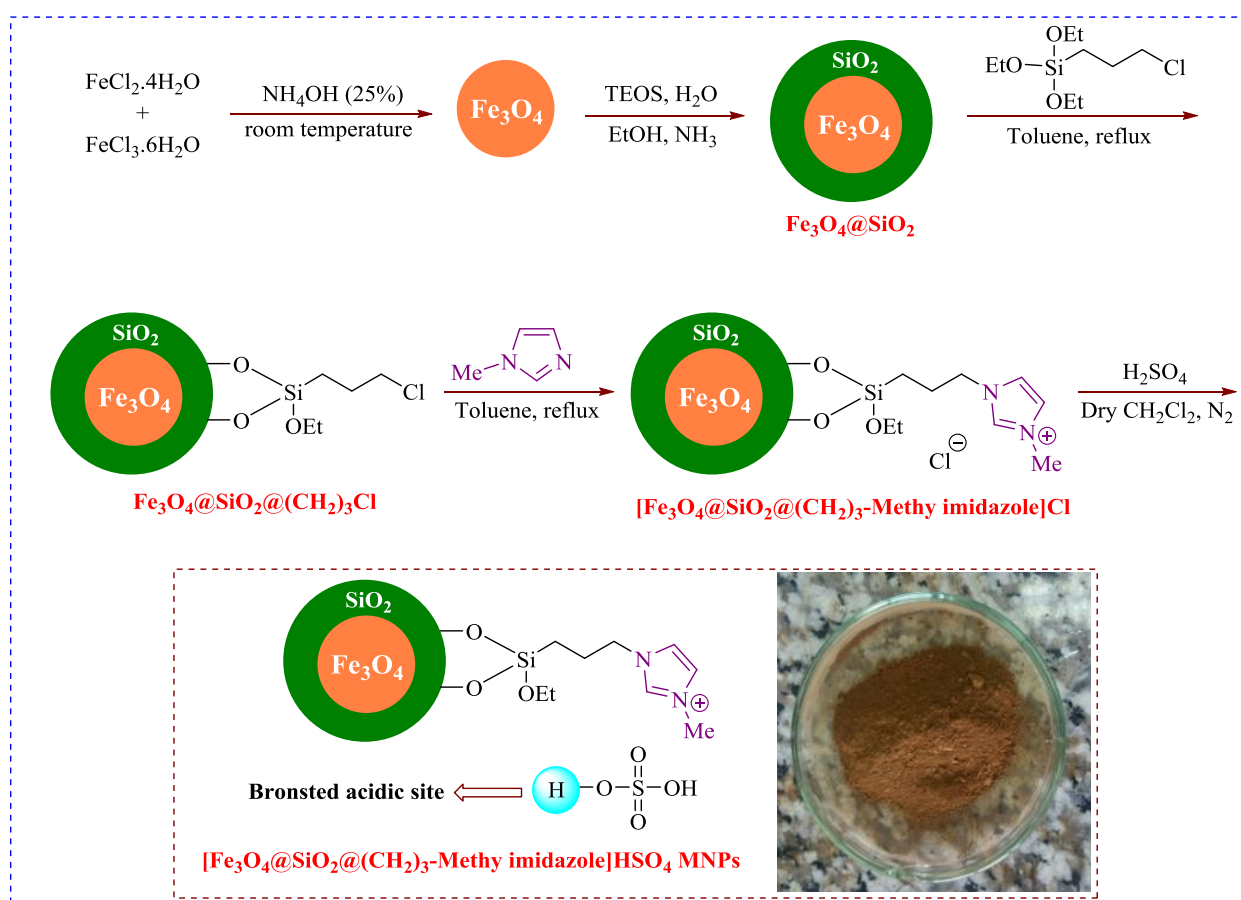 FeCl2.4H2O
+
FeCl3.6H2O
NH4OH (25%)
room temperature
Fe3O4
TEOS, H2O
EtOH, NH3
SiO2
Fe3O4
Fe3O4@SiO2
OEt
EtO
Si
OEt
Cl
Toluene, reflux
SiO2
Fe3O4
O
O
Si
OEt
Cl
Fe3O4@SiO2@(CH2)3Cl
N
N
Me
Toluene, reflux
SiO2
Fe3O4
O
O
Si
OEt
N
N
⊕
Me
Cl⊖
[Fe3O4@SiO2@(CH2)3-Methy imidazole]Cl
H2SO4
Dry CH2Cl2, N2
SiO2
Fe3O4
O
O
Si
OEt
N
N
⊕
Me
Bronsted acidic site
O
H-O-S-OH
O
[Fe3O4@SiO2@(CH2)3-Methy imidazole]HSO4 MNPs